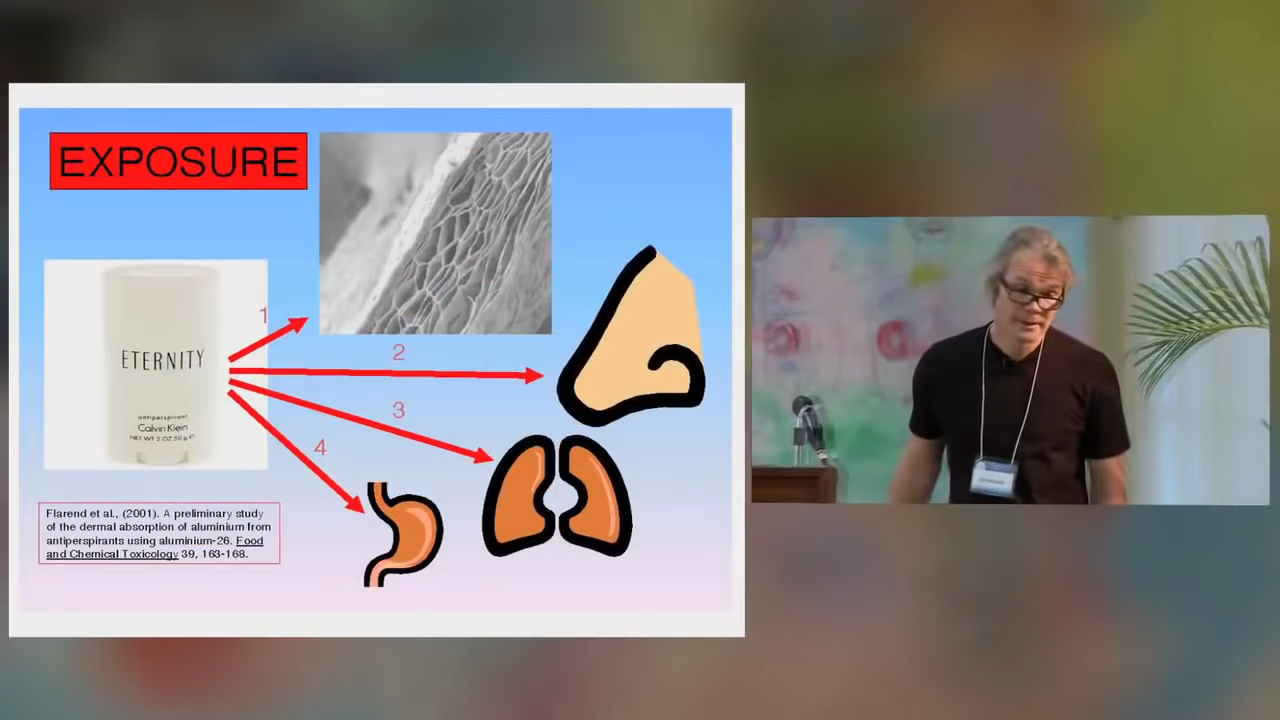 EXPOSURE
1
2
3
4
ETERNITY
antiperspirant
Calvin Klein
NET WT 2 OZ 50 g
Flarend et al., (2001). A preliminary study
of the dermal absorption of aluminium from
antiperspirants using aluminium-26. Food
and Chemical Toxicology 39, 163-168.